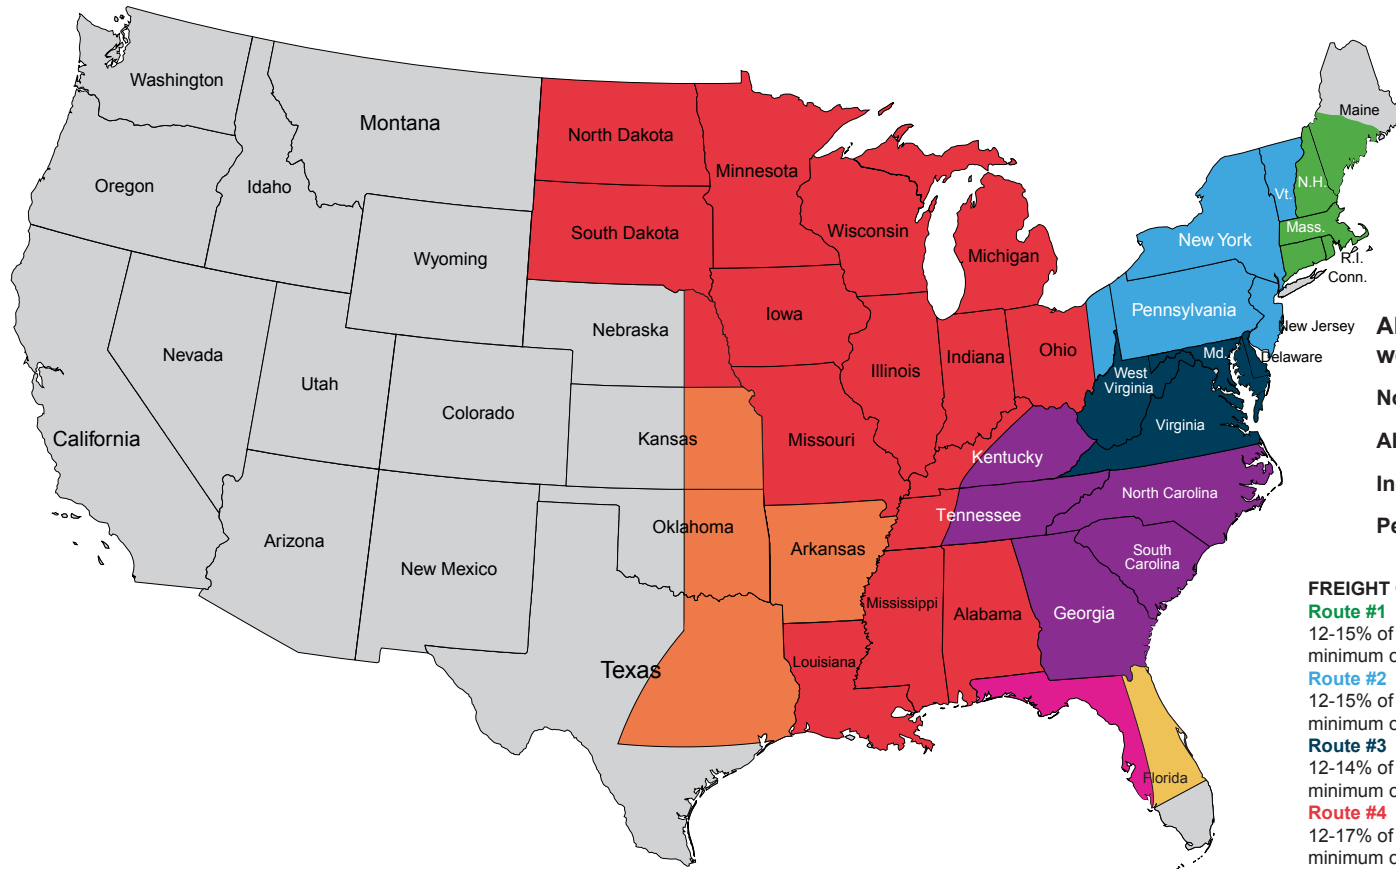 Washington
Montana
Maine
North Dakota
Minnesota
Oregon
Idaho
N.H.
Vt.
Mass.
South Dakota
Wisconsin
New York
Wyoming
Michigan
R.I.
Conn.
Iowa
Pennsylvania
Nebraska
New Jersey
Nevada
Ohio
Indiana
Md.
Delaware
Illinois
West
Virginia
Utah
Colorado
California
Kansas
Missouri
Virginia
Kentucky
North Carolina
Tennessee
Oklahoma
Arizona
New Mexico
Arkansas
South
Carolina
Mississippi
Alabama
Georgia
Texas
Louisiana
Florida
In
FREIGHT
Route #1
12-15% of
minimum
Route #2
12-15% of
minimum
Route #3
12-14% of
minimum
Route #4
12-17% of
minimum